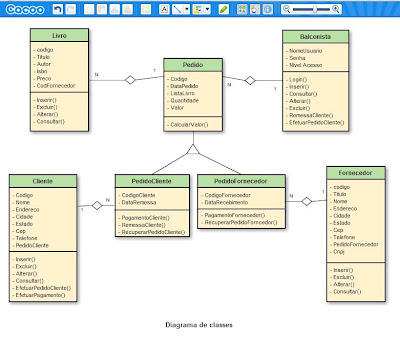 Cacoo
Livro
- codigo
- Titulo
- Autor
- Isbn
- Preco
- CodFornecedor
- Inserir()
- Excluir()
- Alterar()
- Consultar()
N
1
Pedido
- Codigo
- DataPedido
- ListaLivro
- Quantidade
- Valor
- CalcularValor()
N
1
Balconista
- NomeUsuario
- Senha
- Nivel Acesso
- Login()
- Inserir()
- Consultar()
- Alterar()
- Excluir()
- RemessaCliente()
- EfetuarPedidoCliente()
Cliente
- Codigo
- Nome
- Endereco
- Cidade
- Estado
- Cep
- Telefone
- PedidoCliente
- Inserir()
- Excluir()
- Alterar()
- Consultar()
- EfetuarPedidoCliente()
- EfetuarPagamento()
1
N
PedidoCliente
- CodigoCliente
- DataRemessa
- PagamentoCliente()
- RemessaCliente()
- RecuperarPedidoCliente()
PedidoFornecedor
- CodigoFornecedor
- DataRecebimento
- PagamentoFornecedor()
- RecuperarPedidoForncedor()
N
1
Fornecedor
- codigo
- Titulo
- Nome
- Endereco
- Cidade
- Estado
- Cep
- Telefone
- PedidoFornecedor
- Cnpj
- Inserir()
- Excluir()
- Alterar()
- Consultar()
Diagrama de classes